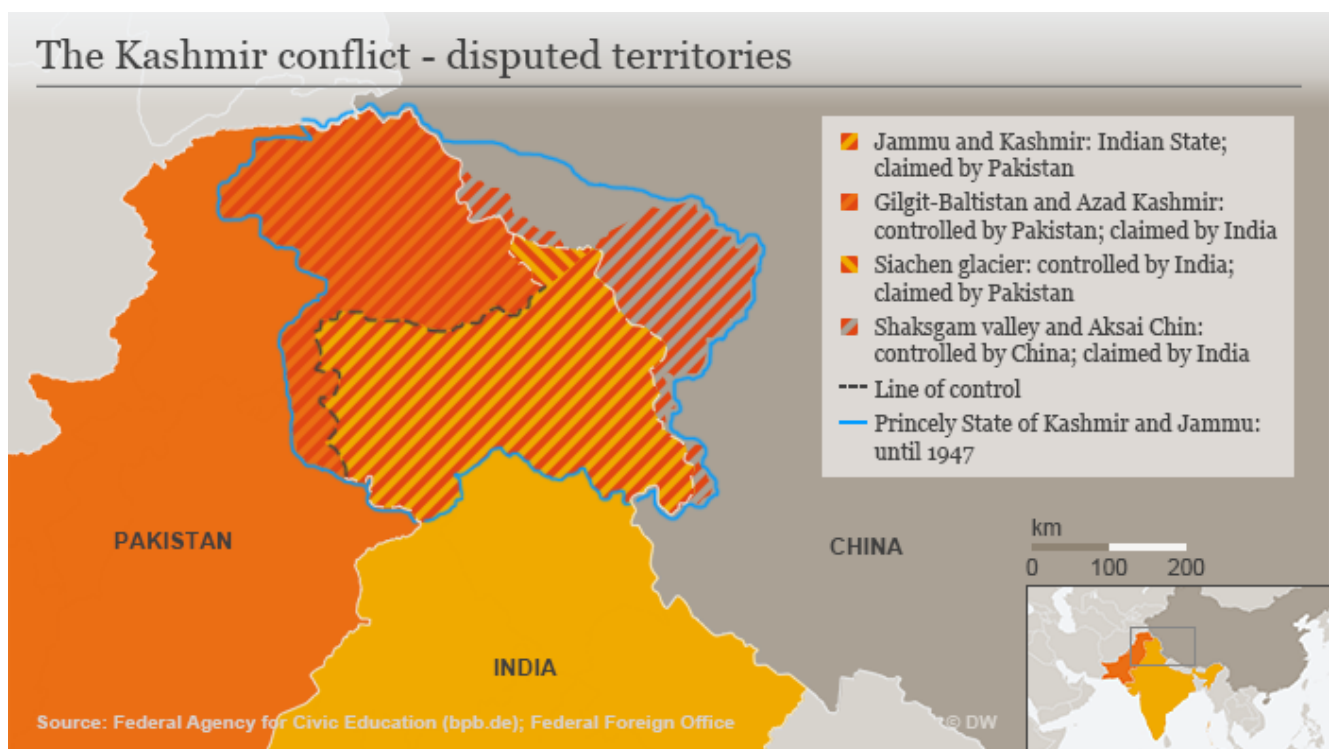 The Kashmir conflict - disputed territories
Jammu and Kashmir: Indian State;
claimed by Pakistan
Gilgit-Baltistan and Azad Kashmir:
controlled by Pakistan; claimed by India
Siachen glacier: controlled by India;
claimed by Pakistan
Shaksgam valley and Aksai Chin:
controlled by China; claimed by India
Line of control
Princely State of Kashmir and Jammu:
until 1947
PAKISTAN
CHINA
km
0 100 200
INDIA
Source: Federal Agency for Civic Education (bpb.de); Federal Foreign Office
© DW